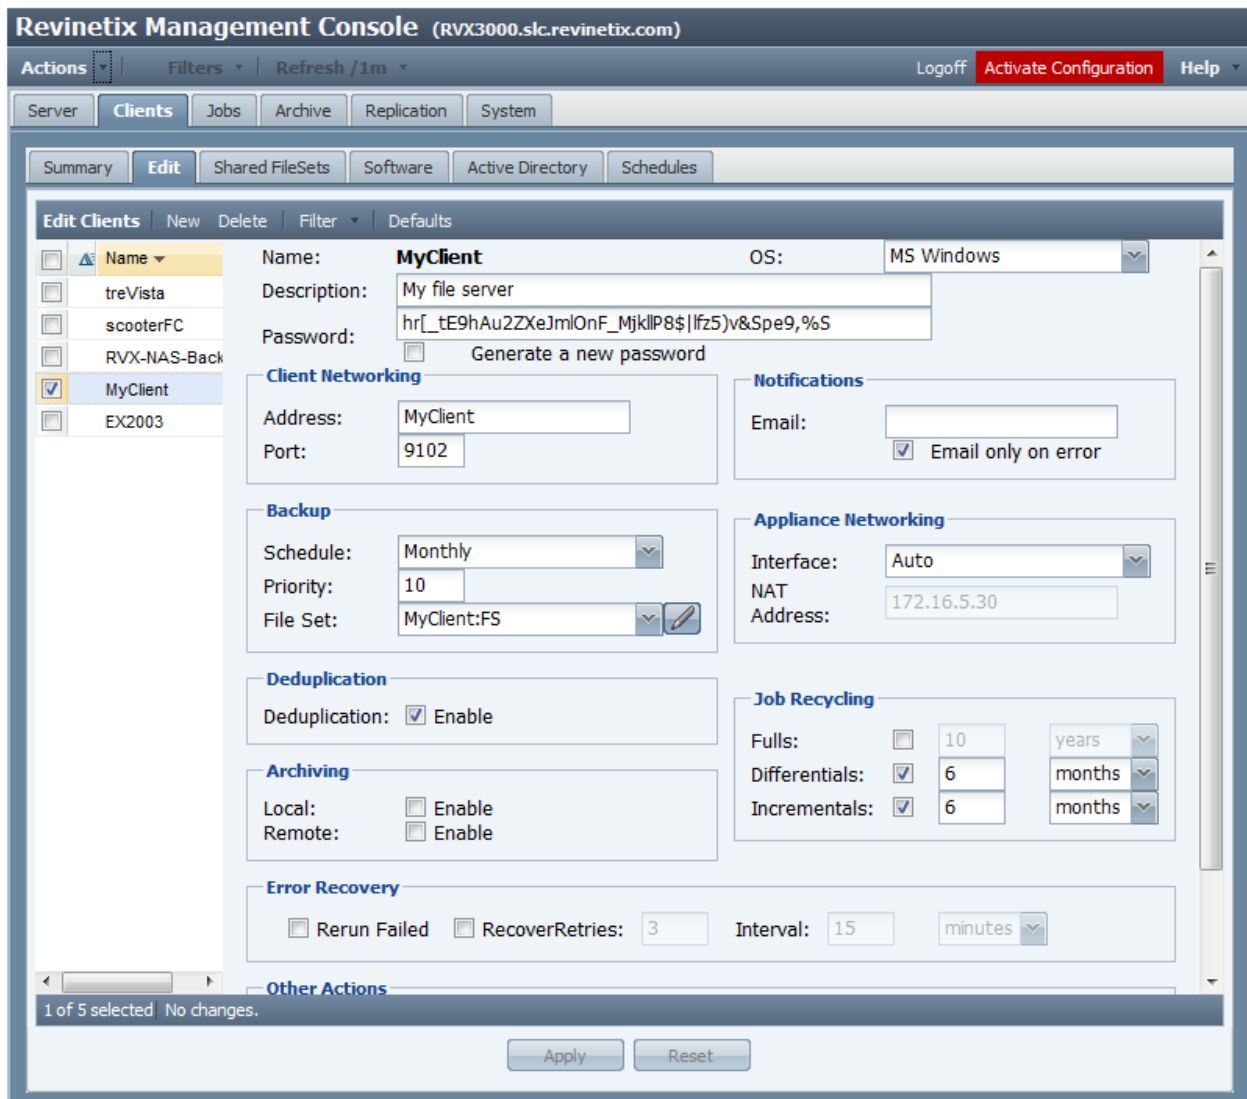 Revinetix Management Console (RVX3000.slc.revinetix.com)
Actions Filters Refresh /1m Logoff Activate Configuration Help
Server Clients Jobs Archive Replication System
Summary Edit Shared FileSets Software Active Directory Schedules
Edit Clients New Delete Filter Defaults
Name
treVista
scooterFC
RVX-NAS-Back
MyClient
EX2003
Name: MyClient OS: MS Windows
Description: My file server
Password: hr[_tE9hAu2ZXeJmlOnF_MjkllP8$|lfz5)v&Spe9,%S
Generate a new password
Client Networking
Address: MyClient
Port: 9102
Notifications
Email:
Email only on error
Backup
Schedule: Monthly
Priority: 10
File Set: MyClient:FS
Appliance Networking
Interface: Auto
NAT
Address: 172.16.5.30
Deduplication
Deduplication: Enable
Job Recycling
Fulls: 10 years
Differentials: 6 months
Incrementals: 6 months
Archiving
Local: Enable
Remote: Enable
Error Recovery
Rerun Failed RecoverRetries: 3 Interval: 15 minutes
Other Actions
1 of 5 selected No changes.
Apply Reset